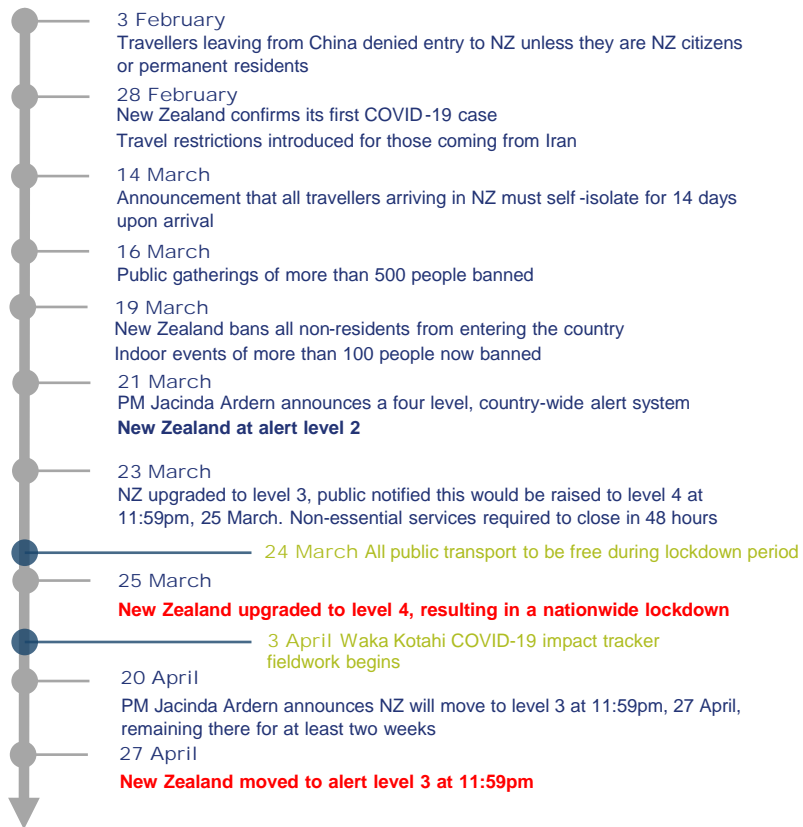 3 February
Travellers leaving from China denied entry to NZ unless they are NZ citizens
or permanent residents
28 February
New Zealand confirms its first COVID-19 case
Travel restrictions introduced for those coming from Iran
14 March
Announcement that all travellers arriving in NZ must self-isolate for 14 days
upon arrival
16 March
Public gatherings of more than 500 people banned
19 March
New Zealand bans all non-residents from entering the country
Indoor events of more than 100 people now banned
21 March
PM Jacinda Ardern announces a four level, country-wide alert system
New Zealand at alert level 2
23 March
NZ upgraded to level 3, public notified this would be raised to level 4 at
11:59pm, 25 March. Non-essential services required to close in 48 hours
24 March All public transport to be free during lockdown period
25 March
New Zealand upgraded to level 4, resulting in a nationwide lockdown
3 April Waka Kotahi COVID-19 impact tracker
fieldwork begins
20 April
PM Jacinda Ardern announces NZ will move to level 3 at 11:59pm, 27 April,
remaining there for at least two weeks
27 April
New Zealand moved to alert level 3 at 11:59pm